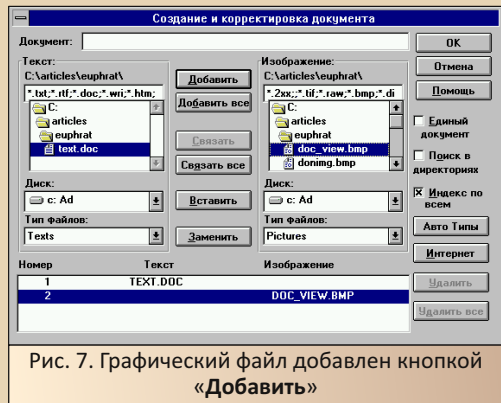 Создание и корректировка документа
Документ:
OK
Отмена
Помощь
Текст:
C:\articles\euphrat\
*.txt;*.rtf;*.doc;*.wri;*.htm;
C:
articles
euphrat
text.doc
Диск:
c: Ad
Тип файлов:
Texts
Добавить
Добавить все
Связать
Связать все
Вставить
Заменить
Изображение:
C:\articles\euphrat\
*.2xx;*.tif;*.raw;*.bmp;*.di
C:
articles
euphrat
doc_view.bmp
donimg.bmp
Диск:
c: Ad
Тип файлов:
Pictures
Единый
документ
Поиск в
директориях
Индекс по
всем
Авто Типы
Интернет
Удалить
Удалить все
Номер Текст Изображение
1 TEXT.DOC
2 DOC_VIEW.BMP
Рис. 7. Графический файл добавлен кнопкой
«Добавить»